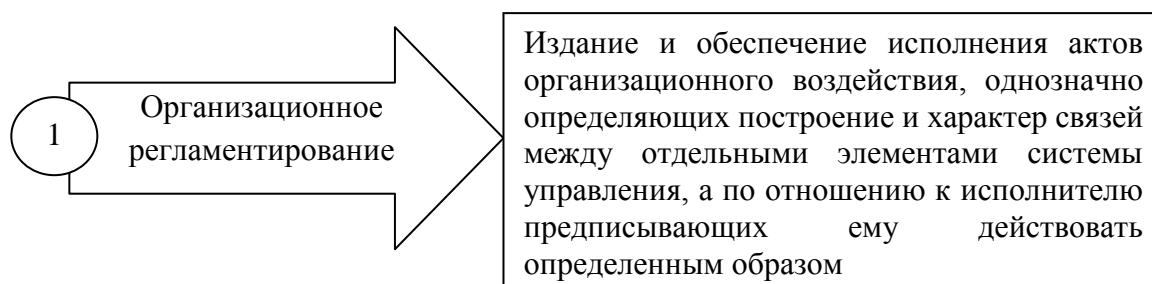 1
Организационное
регламентирование
Издание и обеспечение исполнения актов
организационного воздействия, однозначно
определяющих построение и характер связей
между отдельными элементами системы
управления, а по отношению к исполнителю
предписывающих ему действовать
определенным образом